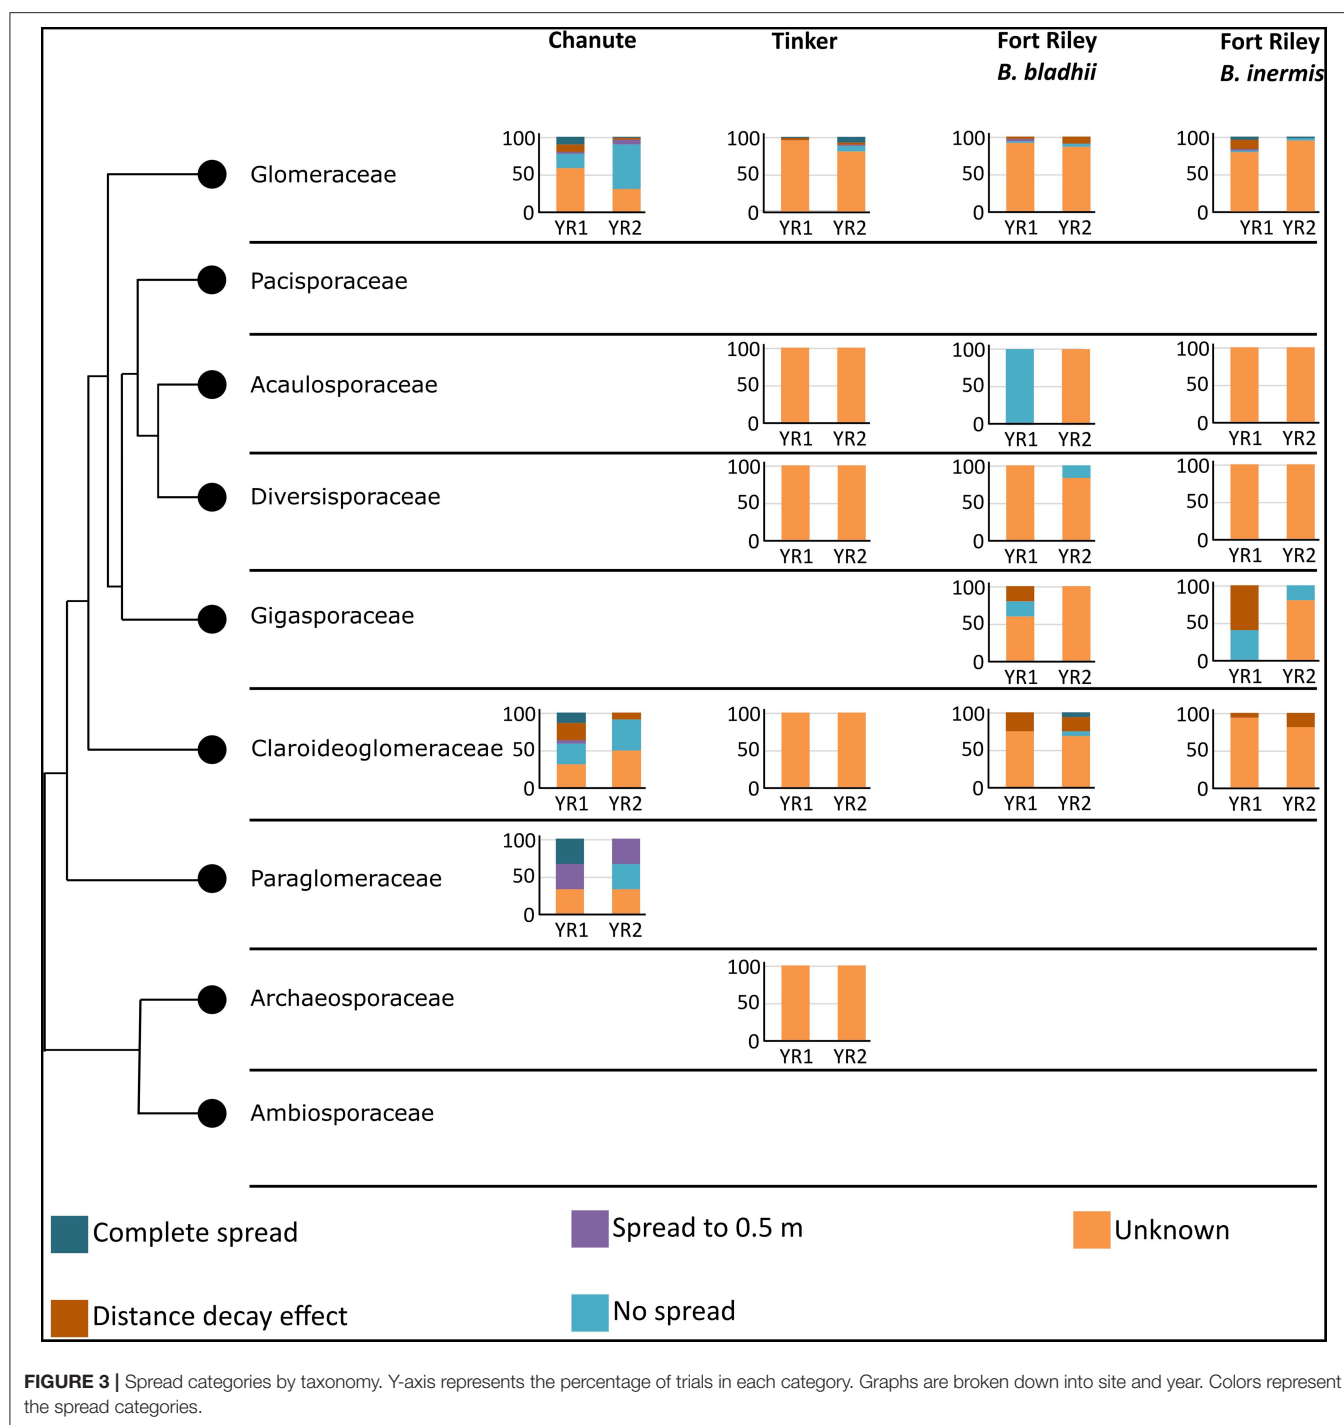 Chanute Tinker Fort Riley Fort Riley
B. bladhii B. inermis
Glomeraceae
100 50 0 YR1 YR2
100 50 0 YR1 YR2
100 50 0 YR1 YR2
100 50 0 YR1 YR2
Pacisporaceae
Acaulosporaceae
100 50 0 YR1 YR2
100 50 0 YR1 YR2
100 50 0 YR1 YR2
Diversisporaceae
100 50 0 YR1 YR2
100 50 0 YR1 YR2
100 50 0 YR1 YR2
Gigasporaceae
100 50 0 YR1 YR2
100 50 0 YR1 YR2
Claroideoglomeraceae
100 50 0 YR1 YR2
100 50 0 YR1 YR2
100 50 0 YR1 YR2
100 50 0 YR1 YR2
Paraglomeraceae
100 50 0 YR1 YR2
Archaeosporaceae
100 50 0 YR1 YR2
Ambiosporaceae
Complete spread Spread to 0.5 m Unknown
Distance decay effect No spread
FIGURE 3 | Spread categories by taxonomy. Y-axis represents the percentage of trials in each category. Graphs are broken down into site and year. Colors represent
the spread categories.